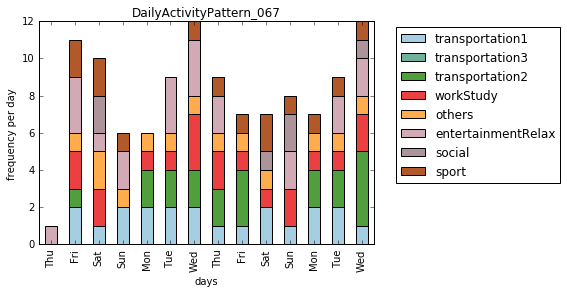 DailyActivityPattern_067
12
10
8
6
4
2
0
frequency per day
Thu Fri Sat Sun Mon Tue Wed Thu Fri Sat Sun Mon Tue Wed
days
transportation1
transportation3
transportation2
workStudy
others
entertainmentRelax
social
sport